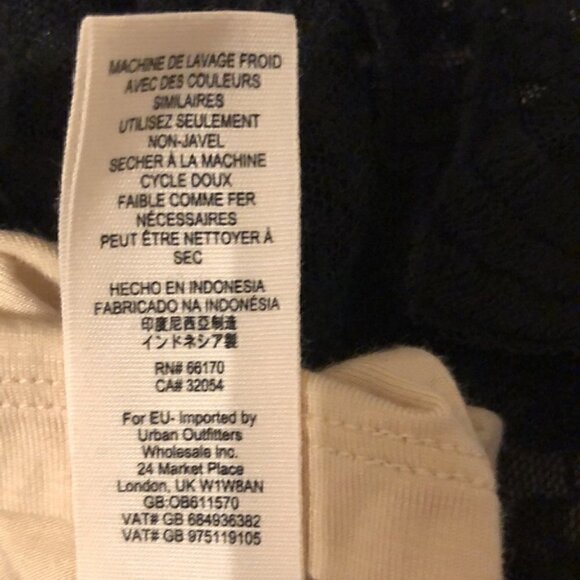 MACHINE DE LAVAGE FROID
AVEC DES COULEURS
SIMILAIRES
UTILISEZ SEULEMENT
NON-JAVEL
SECHER À LA MACHINE
CYCLE DOUX
FAIBLE COMME FER
NÉCESSAIRES
PEUT ÊTRE NETTOYER À
SEC
HECHO EN INDONESIA
FABRICADO NA INDONÉSIA
印度尼西亞制造
インドネシア製
RN# 66170
CA# 32054
For EU- Imported by
Urban Outfitters
Wholesale Inc.
24 Market Place
London, UK W1W8AN
GB:OB611570
VAT# GB 684936382
VAT# GB 975119105